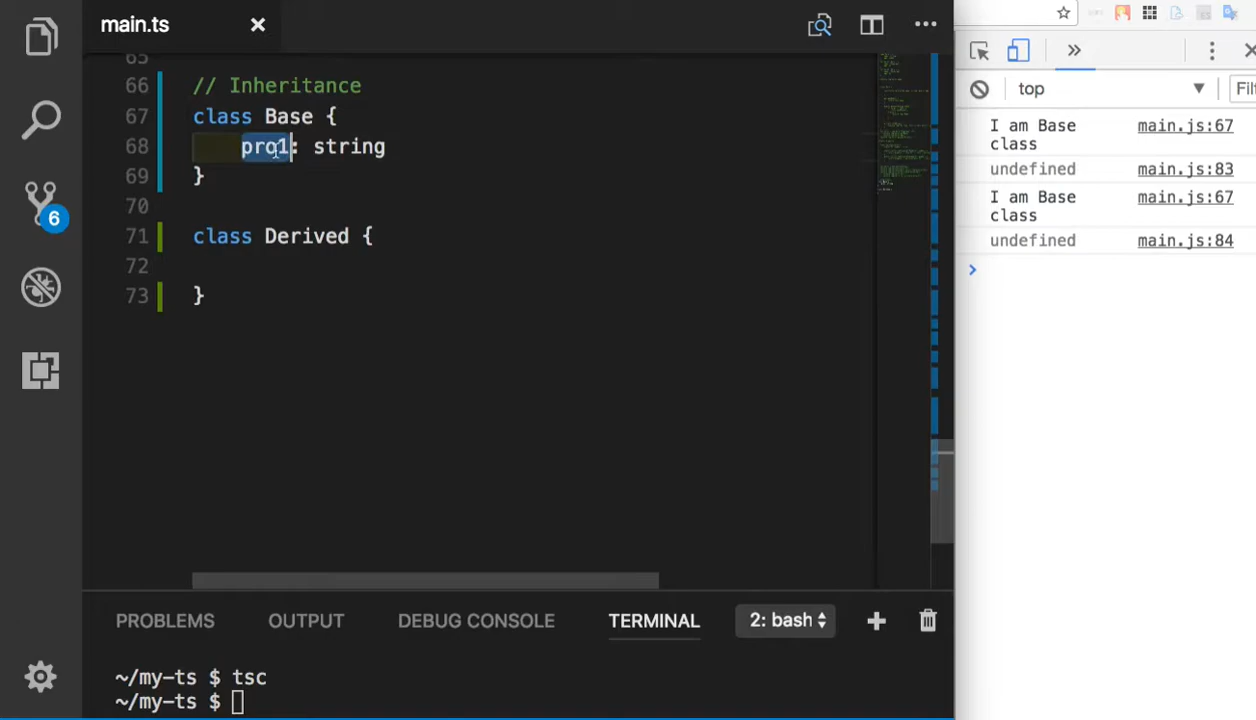 main.ts
65
66 // Inheritance
67 class Base {
68 pro1: string
69 }
70
71 class Derived {
72
73 }
6
PROBLEMS OUTPUT DEBUG CONSOLE TERMINAL 2: bash
~/my-ts $ tsc
~/my-ts $
top
I am Base class main.js:67
undefined main.js:83
I am Base class main.js:67
undefined main.js:84